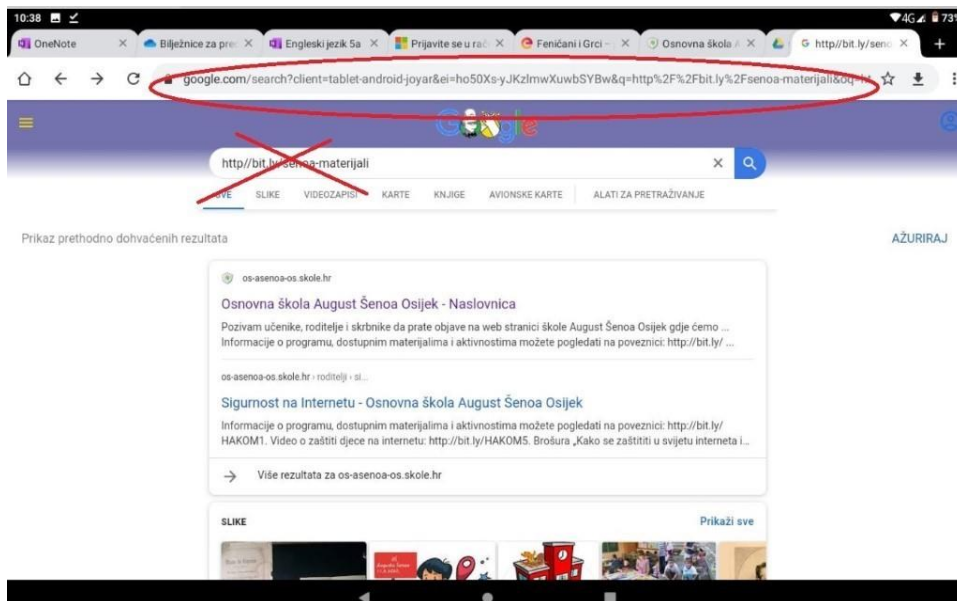 10:38 4G 73%
OneNote Bilježnice za pre Engleski jezik 5a Prijavite se u rač Feničani i Grci – Osnovna škola http//bit.ly/seno
google.com/search?client=tablet-android-joyar&ei=ho50Xs-yJKzlmwXuwbSYBw&q=http%2F%2Fbit.ly%2Fsenoa-materijali&oq=ht
Google
http//bit.ly/senoa-materijali
SVE SLIKE VIDEOZAPISI KARTE KNJIGE AVIONSKE KARTE ALATI ZA PRETRAŽIVANJE
Prikaz prethodno dohvaćenih rezultata AŽURIRAJ
os-asenoa-os.skole.hr
Osnovna škola August Šenoa Osijek - Naslovnica
Pozivam učenike, roditelje i skrbnike da prate objave na web stranici škole August Šenoa Osijek gdje ćemo ...
Informacije o programu, dostupnim materijalima i aktivnostima možete pogledati na poveznici: http://bit.ly/ ...
os-asenoa-os.skole.hr › roditelji › si...
Sigurnost na Internetu - Osnovna škola August Šenoa Osijek
Informacije o programu, dostupnim materijalima i aktivnostima možete pogledati na poveznici: http://bit.ly/
HAKOM1. Video o zaštiti djece na internetu: http://bit.ly/HAKOM5. Brošura „Kako se zaštititi u svijetu interneta i...
Više rezultata za os-asenoa-os.skole.hr
SLIKE Prikaži sve